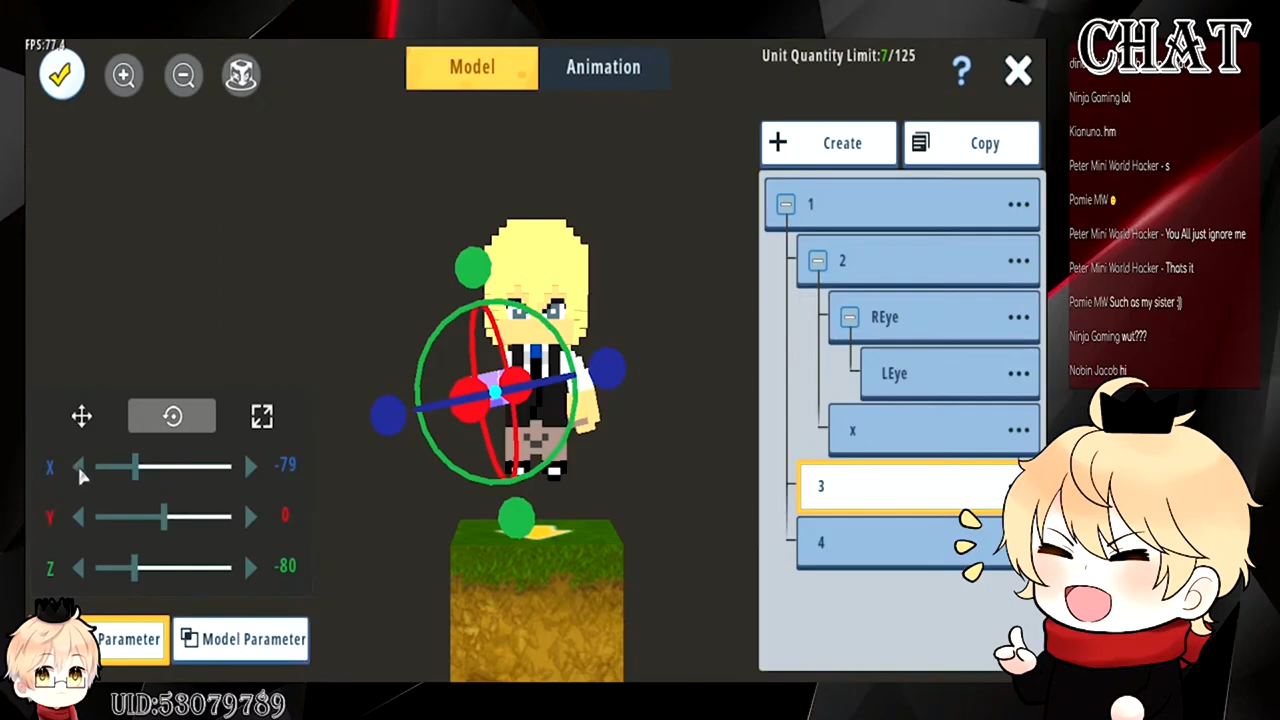 FPS:77.4
Model
Animation
Unit Quantity Limit:7/125
?
Create
Copy
1
2
REye
LEye
x
3
4
X
-79
Y
0
Z
-80
Parameter
Model Parameter
UID:53079789
CHAT
Ninja Gaming lol
Kianuno. hm
Peter Mini World Hacker - s
Pamie MW
Peter Mini World Hacker - You All just ignore me
Peter Mini World Hacker - Thats it
Pamie MW Such as my sister :)
Ninja Gaming wut???
Nobin Jacob hi